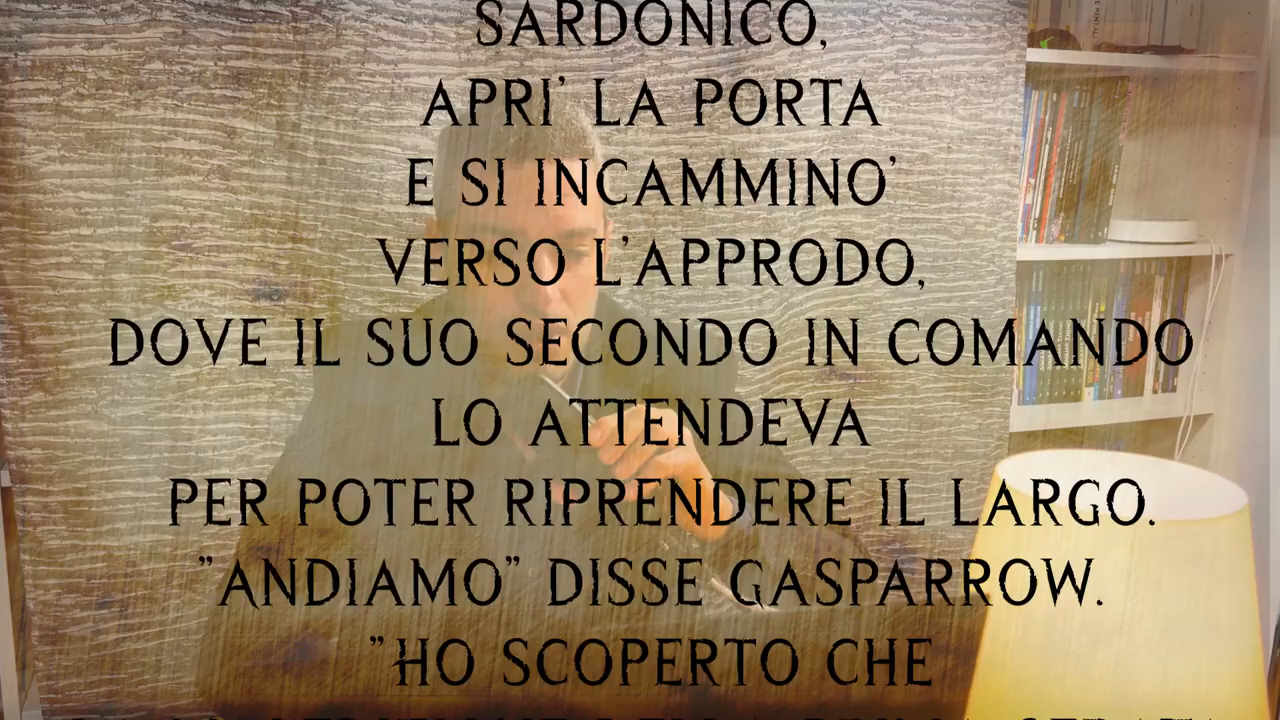 SARDONICO,
APRI' LA PORTA
E SI INCAMMINO'
VERSO L'APPRODO,
DOVE IL SUO SECONDO IN COMANDO
LO ATTENDEVA
PER POTER RIPRENDERE IL LARGO.
"ANDIAMO" DISSE GASPARROW.
"HO SCOPERTO CHE